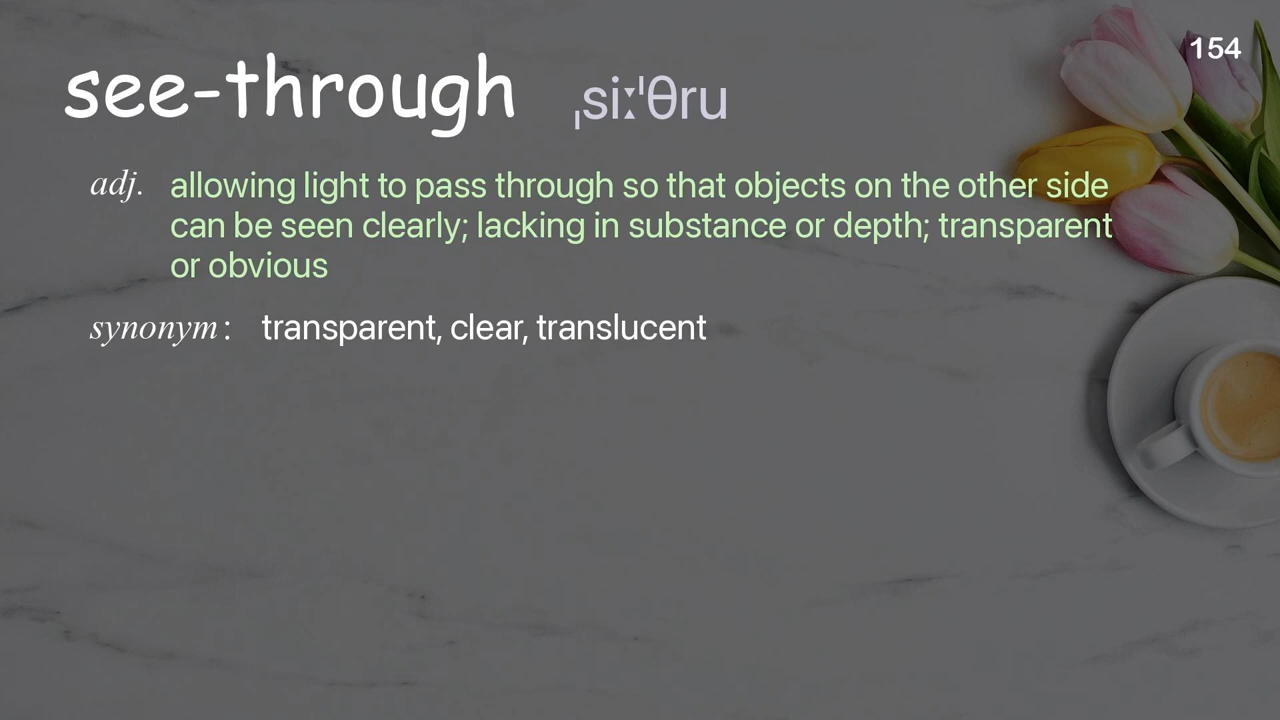 154
see-through ˌsiːˈθru
adj. allowing light to pass through so that objects on the other side
can be seen clearly; lacking in substance or depth; transparent
or obvious
synonym: transparent, clear, translucent